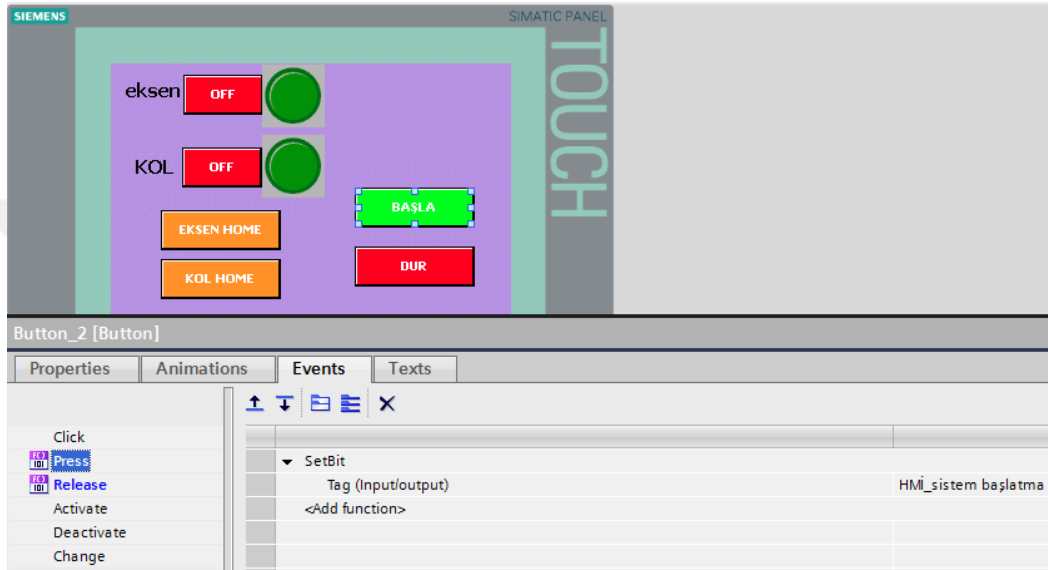 SIEMENS SIMATIC PANEL
TOUCH
eksen OFF
KOL OFF
BAŞLA
EKSEN HOME
DUR
KOL HOME
Button_2 [Button]
Properties Animations Events Texts
Click
Press SetBit
Release Tag (Input/output) HMİ_sistem başlatma
Activate <Add function>
Deactivate
Change